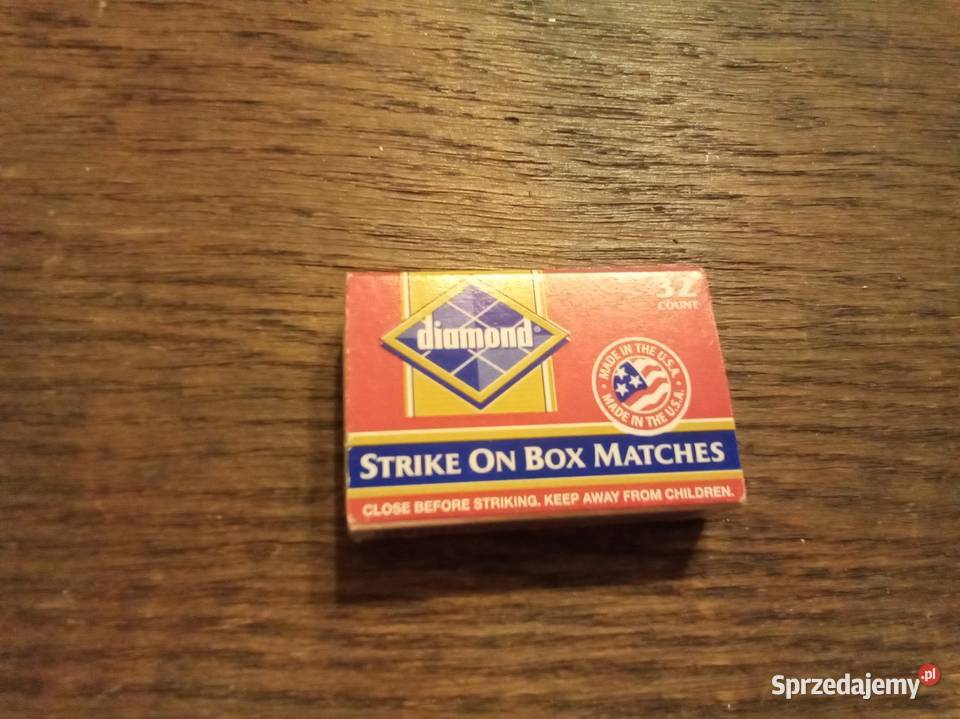 32
COUNT
diamond®
MADE IN THE U.S.A.
MADE IN THE U.S.A.
STRIKE ON BOX MATCHES
CLOSE BEFORE STRIKING. KEEP AWAY FROM CHILDREN.
Sprzedajemy.pl